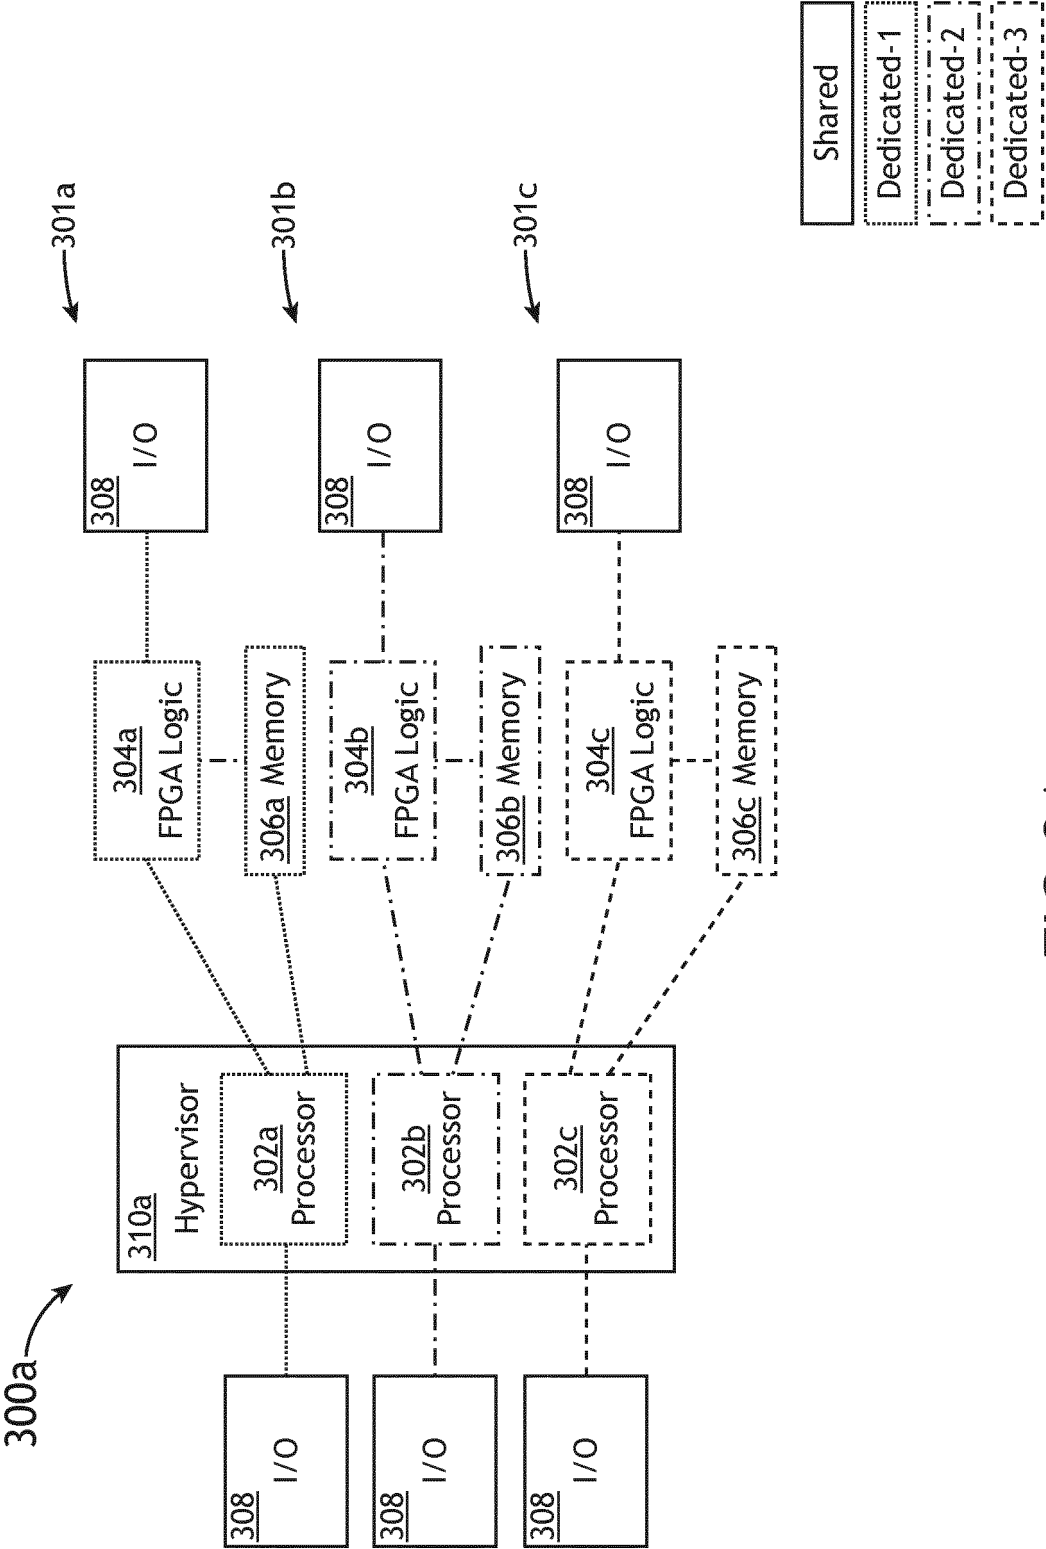 300a
301a
308
I/O
304a
FPGA Logic
306a Memory
310a
Hypervisor
302a
Processor
308
I/O
301b
308
I/O
304b
FPGA Logic
306b Memory
302b
Processor
308
I/O
301c
308
I/O
304c
FPGA Logic
306c Memory
302c
Processor
308
I/O
Shared
Dedicated-1
Dedicated-2
Dedicated-3